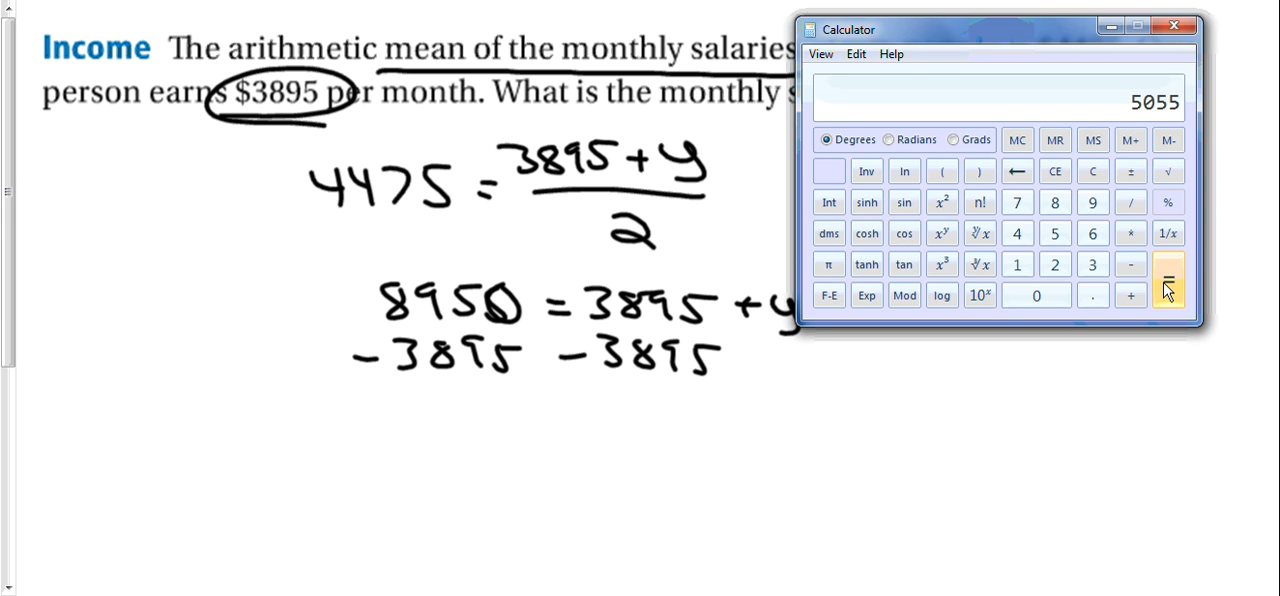 Income The arithmetic mean of the monthly salaries
person earns $3895 per month. What is the monthly
4475 = 3895 + y
2
8950 = 3895 + y
- 3895 - 3895
Calculator
View Edit Help
5055
Degrees Radians Grads MC MR MS M+ M-
Inv ln ( ) ← CE C ± √
Int sinh sin x² n! 7 8 9 / %
dms cosh cos xʸ ʸ√x 4 5 6 * 1/x
π tanh tan x³ ³√x 1 2 3 - =
F-E Exp Mod log 10ˣ 0 . +